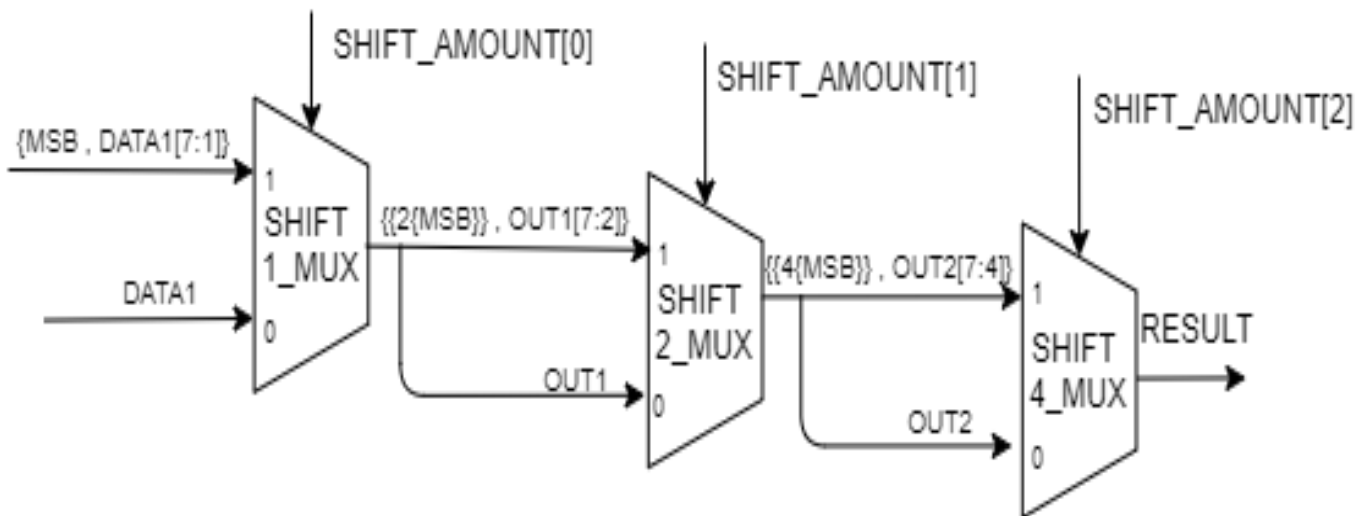 SHIFT_AMOUNT[0]
SHIFT_AMOUNT[1]
SHIFT_AMOUNT[2]
{MSB , DATA1[7:1]}
1
SHIFT
1_MUX
DATA1
0
{{2{MSB}} , OUT1[7:2]}
1
SHIFT
2_MUX
OUT1
0
{{4{MSB}} , OUT2[7:4]}
1
SHIFT
4_MUX
OUT2
0
RESULT